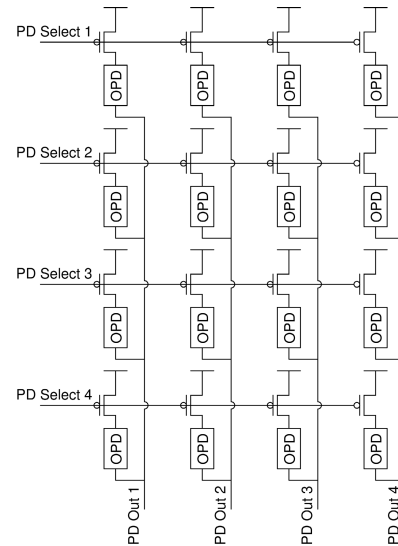 PD Select 1
OPD OPD OPD OPD
PD Select 2
OPD OPD OPD OPD
PD Select 3
OPD OPD OPD OPD
PD Select 4
OPD OPD OPD OPD
PD Out 1
PD Out 2
PD Out 3
PD Out 4